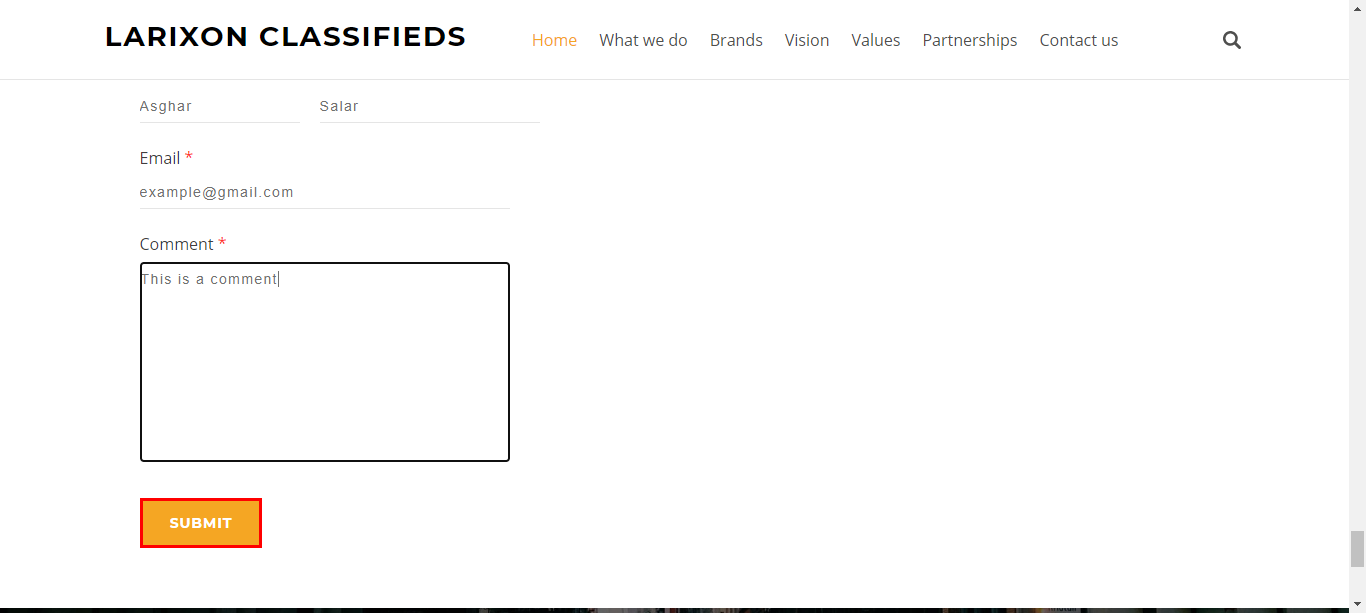 LARIXON CLASSIFIEDS
Home What we do Brands Vision Values Partnerships Contact us
Asghar Salar
Email *
example@gmail.com
Comment *
This is a comment
SUBMIT